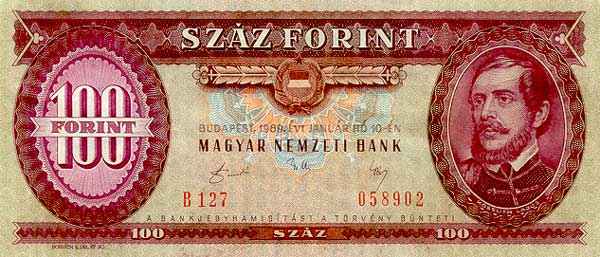 SZÁZ FORINT
100
FORINT
BUDAPEST, 1989. ÉVI JANUÁR HÓ 10-ÉN
MAGYAR NEMZETI BANK
B 127 058902
A BANKJEGYHAMISÍTÁST A TÖRVÉNY BÜNTETI
100 SZÁZ 100